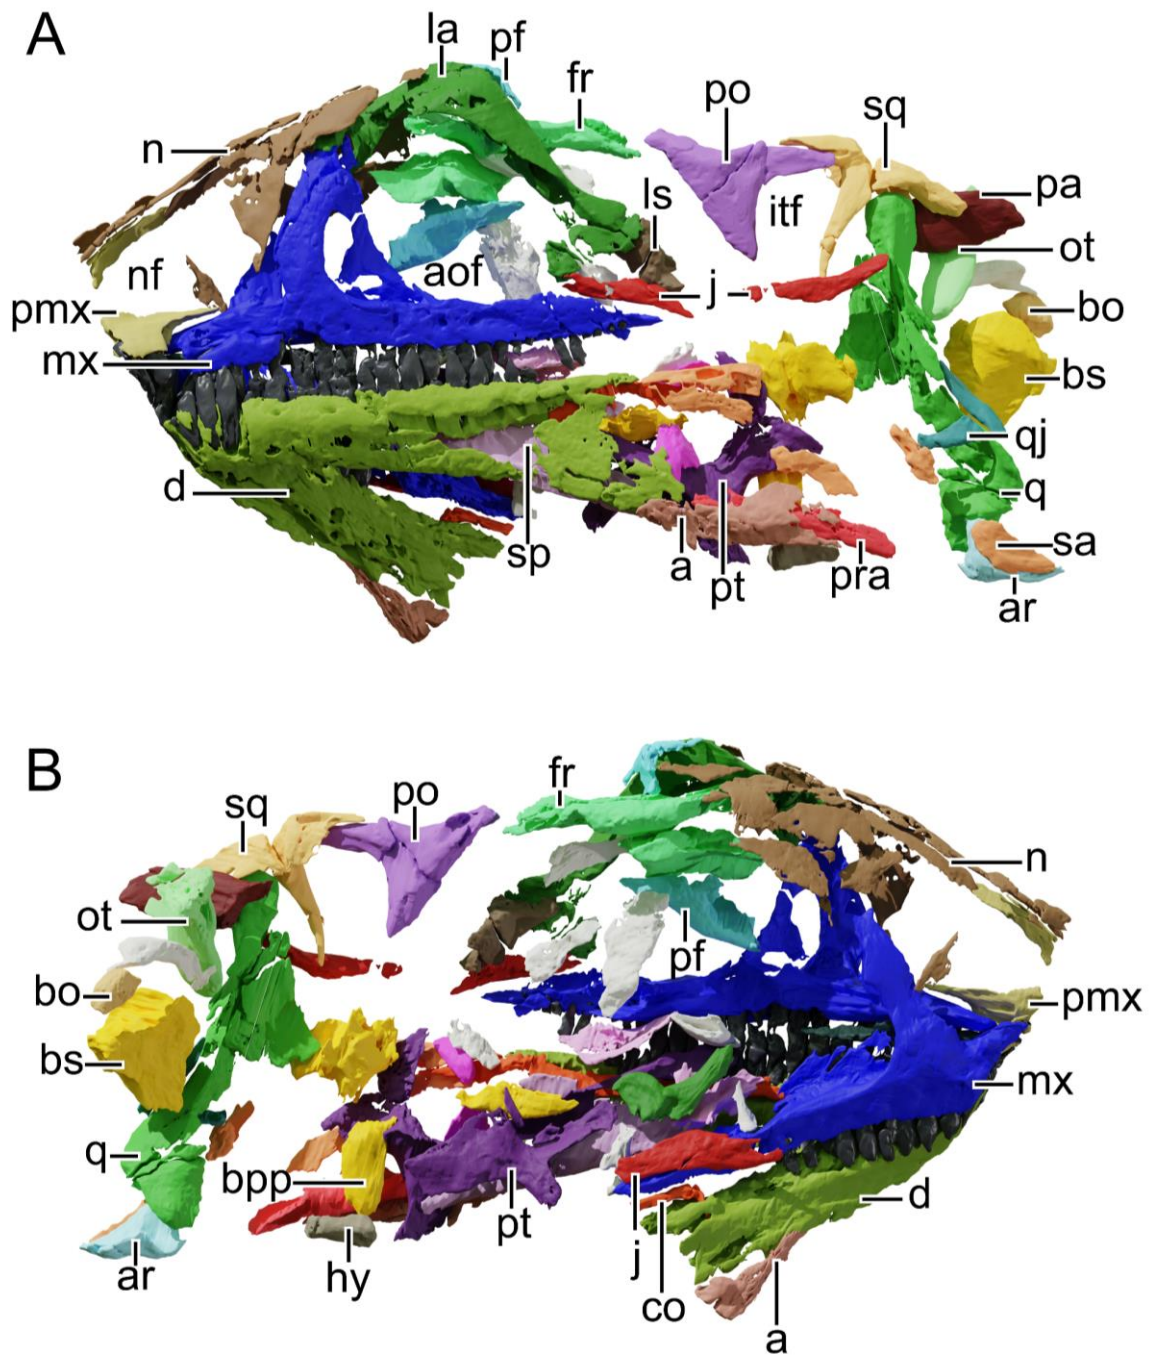 A
la
pf
fr
po
sq
n
ls
pa
itf
ot
nf
aof
j
pmx
bo
mx
bs
qj
d
q
sp
a
pt
pra
sa
ar
B
fr
sq
po
n
ot
pf
bo
pmx
bs
mx
q
bpp
pt
d
ar
hy
j
co
a